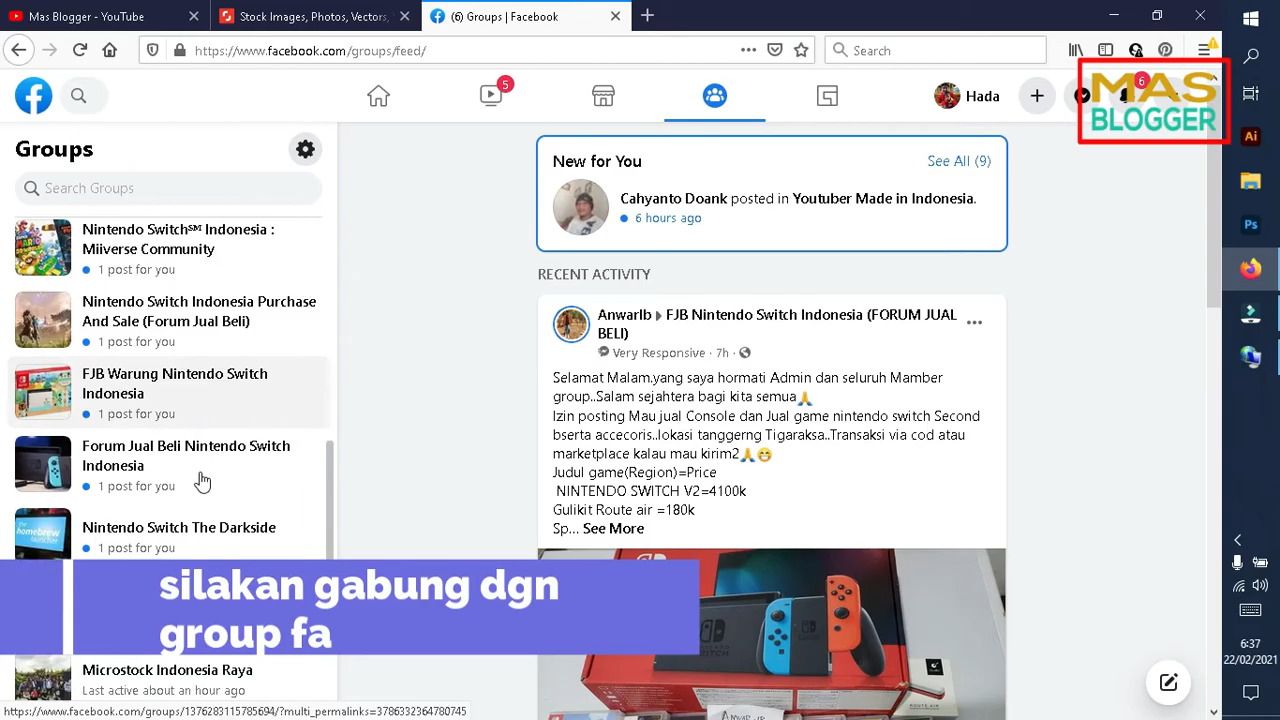 Mas Blogger - YouTube
Stock Images, Photos, Vectors,
(6) Groups | Facebook
https://www.facebook.com/groups/feed/
Search
5
Hada
6
MAS
BLOGGER
Groups
Search Groups
Nintendo Switch℠ Indonesia :
Miiverse Community
1 post for you
Nintendo Switch Indonesia Purchase
And Sale (Forum Jual Beli)
1 post for you
FJB Warung Nintendo Switch
Indonesia
1 post for you
Forum Jual Beli Nintendo Switch
Indonesia
1 post for you
Nintendo Switch The Darkside
1 post for you
Microstock Indonesia Raya
Last active about an hour ago
New for You
See All (9)
Cahyanto Doank posted in Youtuber Made in Indonesia.
6 hours ago
RECENT ACTIVITY
AnwarIb ▸ FJB Nintendo Switch Indonesia (FORUM JUAL
BELI)
Very Responsive · 7h ·
Selamat Malam.yang saya hormati Admin dan seluruh Mamber
group..Salam sejahtera bagi kita semua🙏
Izin posting Mau jual Console dan Jual game nintendo switch Second
bserta accecoris..lokasi tanggerng Tigaraksa..Transaksi via cod atau
marketplace kalau mau kirim2🙏😁
Judul game(Region)=Price
NINTENDO SWITCH V2=4100k
Gulikit Route air =180k
Sp... See More
silakan gabung dgn
group fa
Ai
Ps
6:37
22/02/2021